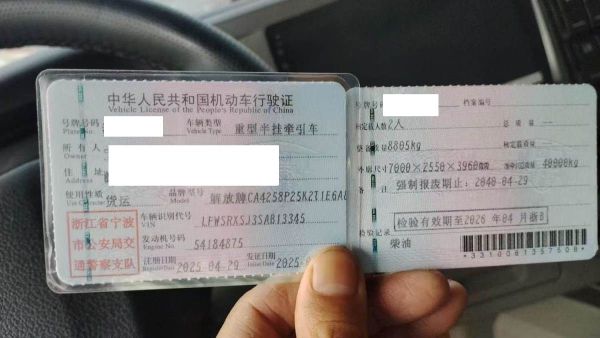 中华人民共和国机动车行驶证
Vehicle License of the People's Republic of China
号牌号码
车辆类型
Vehicle Type
重型半挂牵引车
所有人
Owner
住址
使用性质
Use Character
货运
品牌型号
Model
解放牌CA4258P25K2T1E6A
车辆识别代号
VIN
LFWSRXSJ3SAB13345
发动机号码
Engine No.
54184875
注册日期
Register Date
2025-04-29
发证日期
Issue Date
2025-
浙江省宁波
市公安局交
通警察支队
号牌号码
档案编号
核定载人数
2人
总质量
--
整备质量
8805kg
核定载质量
外廓尺寸
7000×2550×3960
准牵引总质量
40000kg
强制报废期止:2040-04-29
检验有效期至2026年04月浙B
检验记录
柴油
*3310081357508*